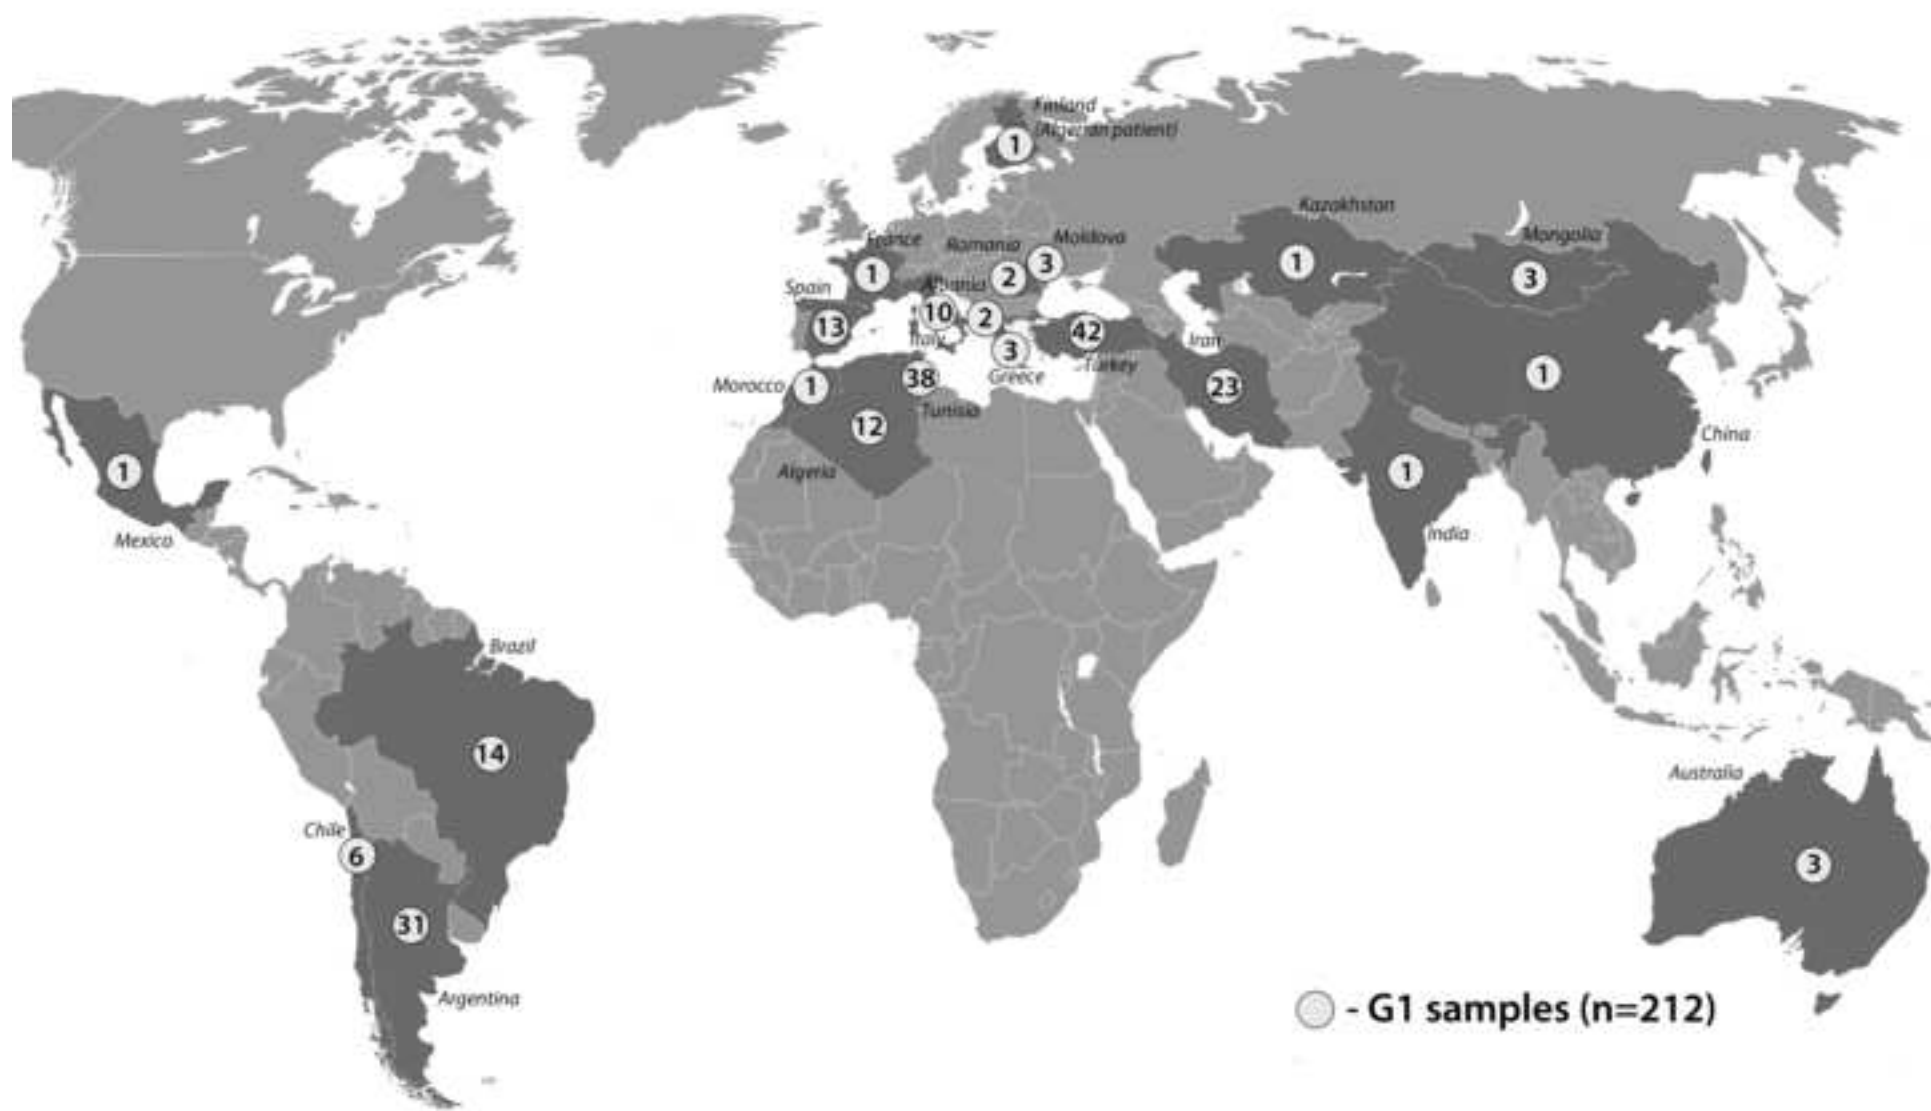 Finland
(Algerian patient)
1
Kazakhstan
1
Mongolia
3
France
1
Romania
2
Moldova
3
Spain
13
Albania
2
10
Italy
3
Greece
42
Turkey
Iran
23
1
China
Morocco
1
38
Tunisia
12
Algeria
1
India
1
Mexico
Brazil
14
Chile
6
31
Argentina
Australia
3
- G1 samples (n=212)